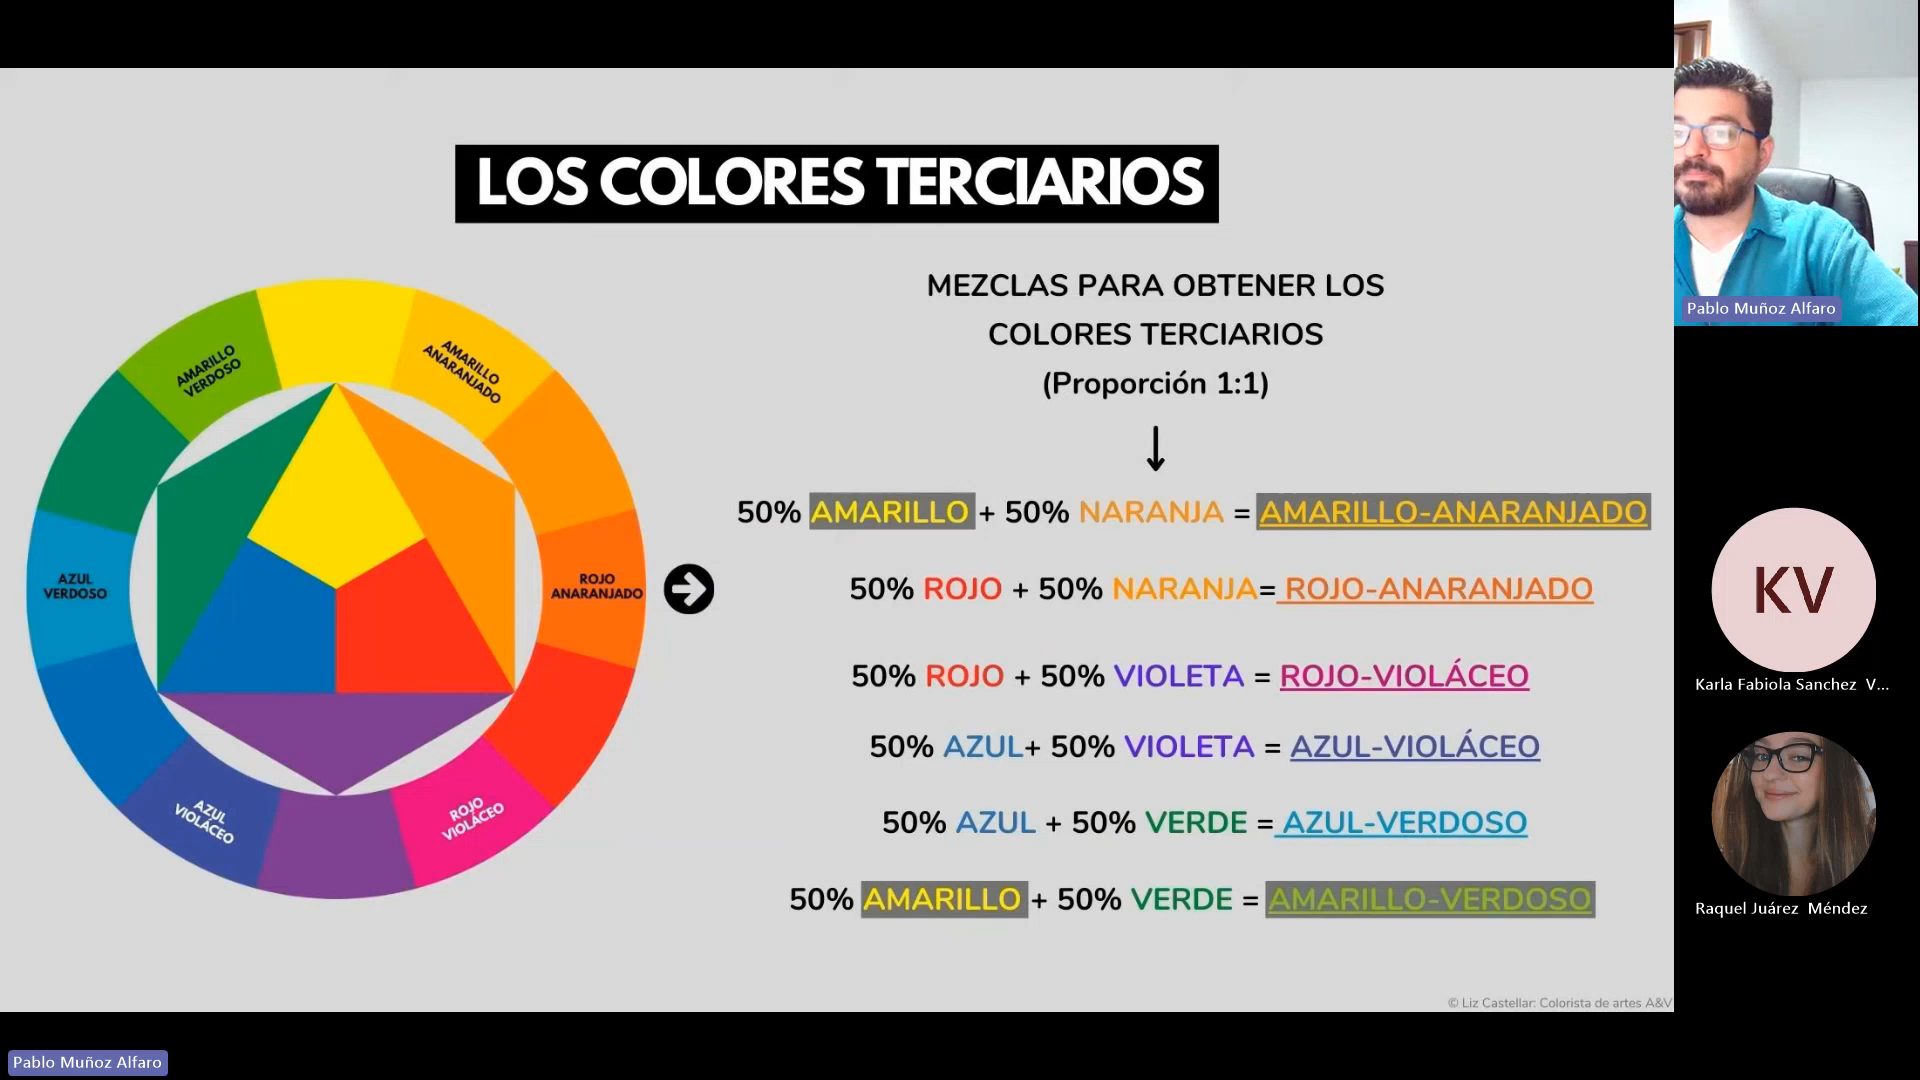 LOS COLORES TERCIARIOS
MEZCLAS PARA OBTENER LOS
COLORES TERCIARIOS
(Proporción 1:1)
AMARILLO
VERDOSO
AMARILLO
ANARANJADO
AZUL
VERDOSO
ROJO
ANARANJADO
AZUL
VIOLÁCEO
ROJO
VIOLÁCEO
50% AMARILLO + 50% NARANJA = AMARILLO-ANARANJADO
50% ROJO + 50% NARANJA= ROJO-ANARANJADO
50% ROJO + 50% VIOLETA = ROJO-VIOLÁCEO
50% AZUL+ 50% VIOLETA = AZUL-VIOLÁCEO
50% AZUL + 50% VERDE = AZUL-VERDOSO
50% AMARILLO + 50% VERDE = AMARILLO-VERDOSO
© Liz Castellar: Colorista de artes A&V
Pablo Muñoz Alfaro
KV
Karla Fabiola Sanchez V...
Raquel Juárez Méndez
Pablo Muñoz Alfaro